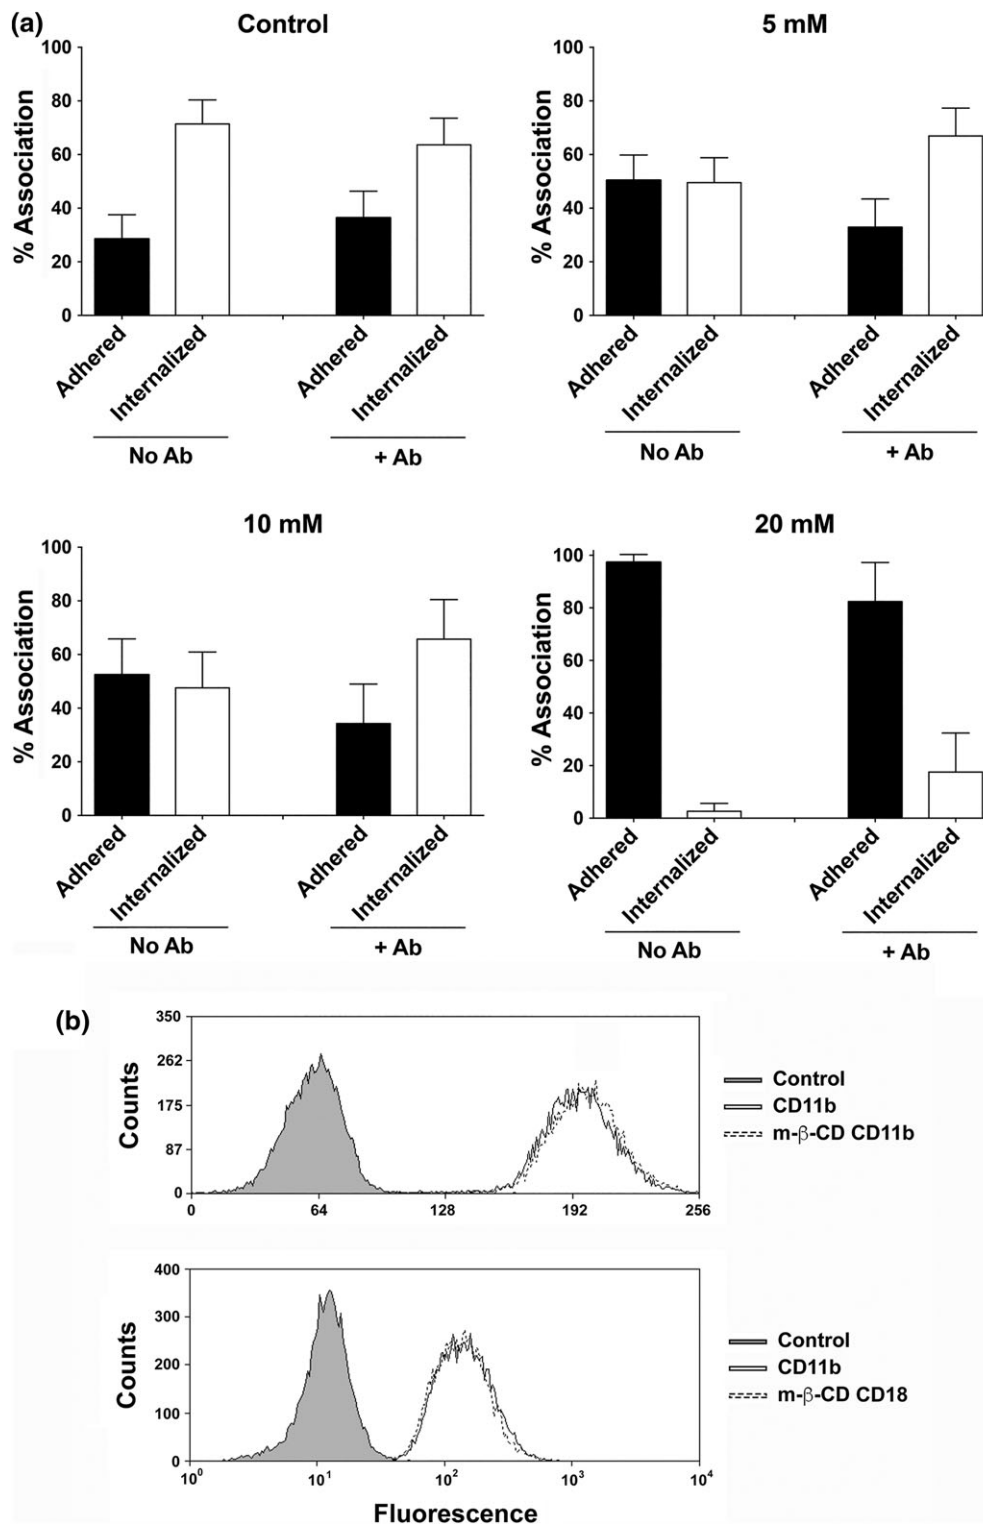 (a)
Control
% Association
100
80
60
40
20
0
Adhered
Internalized
Adhered
Internalized
No Ab
+ Ab
5 mM
% Association
100
80
60
40
20
0
Adhered
Internalized
Adhered
Internalized
No Ab
+ Ab
10 mM
% Association
100
80
60
40
20
0
Adhered
Internalized
Adhered
Internalized
No Ab
+ Ab
20 mM
% Association
100
80
60
40
20
0
Adhered
Internalized
Adhered
Internalized
No Ab
+ Ab
(b)
Counts
350
262
175
87
0
0 64 128 192 256
Control
CD11b
m-β-CD CD11b
Counts
400
300
200
100
0
10⁰ 10¹ 10² 10³ 10⁴
Fluorescence
Control
CD11b
m-β-CD CD18